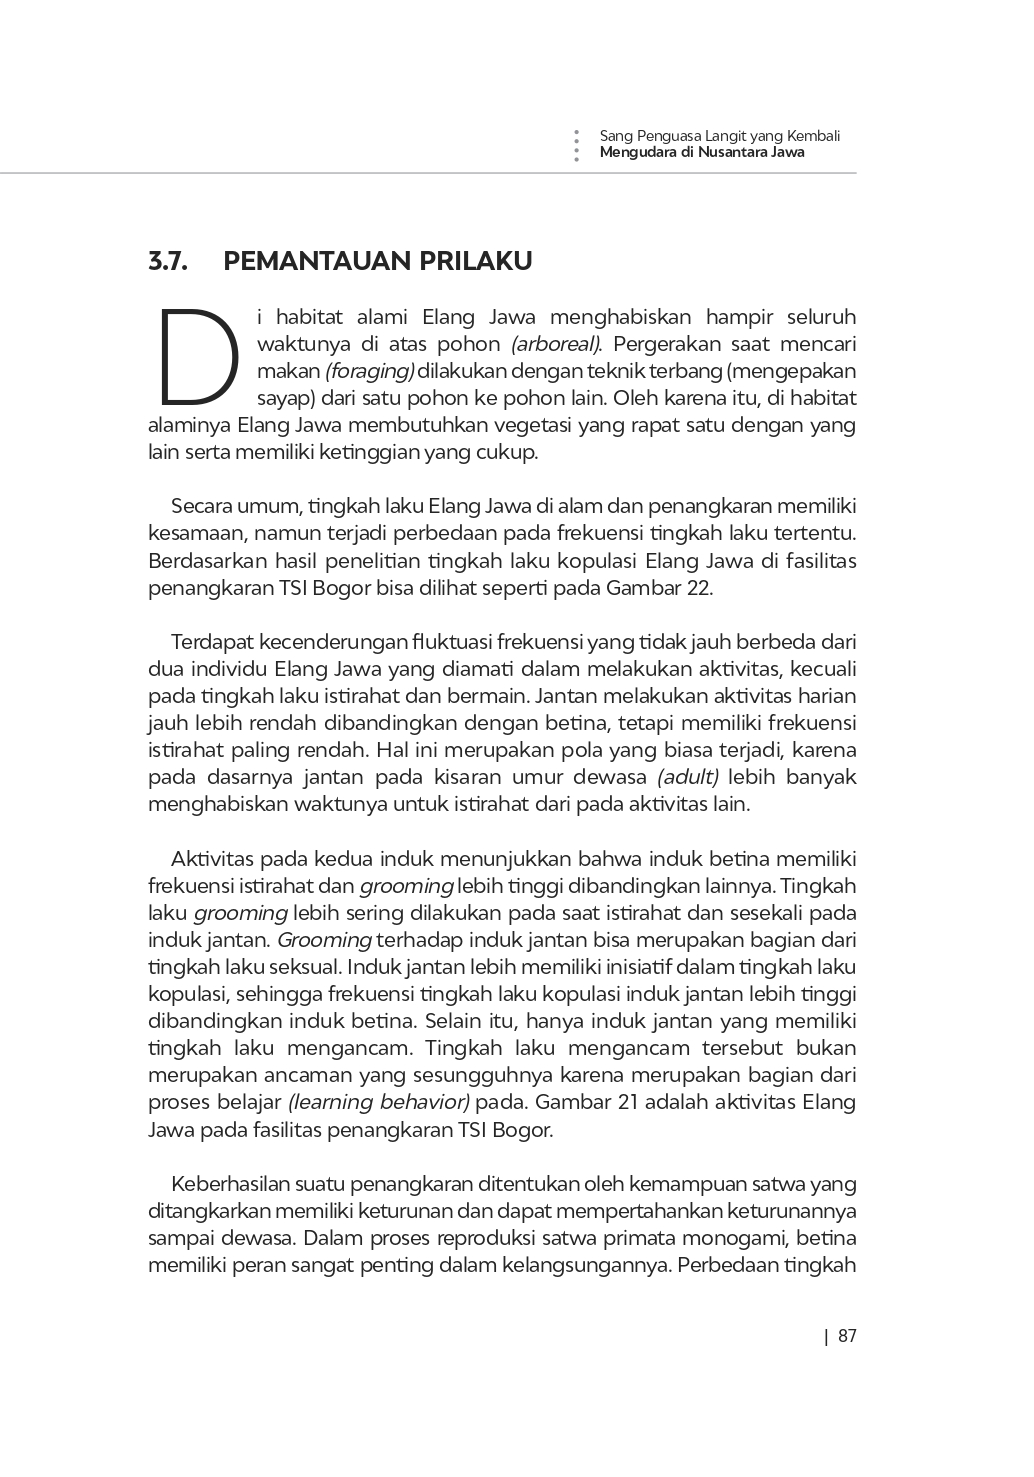 Sang Penguasa Langit yang Kembali
Mengudara di Nusantara Jawa
3.7. PEMANTAUAN PRILAKU
Di habitat alami Elang Jawa menghabiskan hampir seluruh
waktunya di atas pohon (arboreal). Pergerakan saat mencari
makan (foraging) dilakukan dengan teknik terbang (mengepakan
sayap) dari satu pohon ke pohon lain. Oleh karena itu, di habitat
alaminya Elang Jawa membutuhkan vegetasi yang rapat satu dengan yang
lain serta memiliki ketinggian yang cukup.
Secara umum, tingkah laku Elang Jawa di alam dan penangkaran memiliki
kesamaan, namun terjadi perbedaan pada frekuensi tingkah laku tertentu.
Berdasarkan hasil penelitian tingkah laku kopulasi Elang Jawa di fasilitas
penangkaran TSI Bogor bisa dilihat seperti pada Gambar 22.
Terdapat kecenderungan fluktuasi frekuensi yang tidak jauh berbeda dari
dua individu Elang Jawa yang diamati dalam melakukan aktivitas, kecuali
pada tingkah laku istirahat dan bermain. Jantan melakukan aktivitas harian
jauh lebih rendah dibandingkan dengan betina, tetapi memiliki frekuensi
istirahat paling rendah. Hal ini merupakan pola yang biasa terjadi, karena
pada dasarnya jantan pada kisaran umur dewasa (adult) lebih banyak
menghabiskan waktunya untuk istirahat dari pada aktivitas lain.
Aktivitas pada kedua induk menunjukkan bahwa induk betina memiliki
frekuensi istirahat dan grooming lebih tinggi dibandingkan lainnya. Tingkah
laku grooming lebih sering dilakukan pada saat istirahat dan sesekali pada
induk jantan. Grooming terhadap induk jantan bisa merupakan bagian dari
tingkah laku seksual. Induk jantan lebih memiliki inisiatif dalam tingkah laku
kopulasi, sehingga frekuensi tingkah laku kopulasi induk jantan lebih tinggi
dibandingkan induk betina. Selain itu, hanya induk jantan yang memiliki
tingkah laku mengancam. Tingkah laku mengancam tersebut bukan
merupakan ancaman yang sesungguhnya karena merupakan bagian dari
proses belajar (learning behavior) pada. Gambar 21 adalah aktivitas Elang
Jawa pada fasilitas penangkaran TSI Bogor.
Keberhasilan suatu penangkaran ditentukan oleh kemampuan satwa yang
ditangkarkan memiliki keturunan dan dapat mempertahankan keturunannya
sampai dewasa. Dalam proses reproduksi satwa primata monogami, betina
memiliki peran sangat penting dalam kelangsungannya. Perbedaan tingkah
| 87